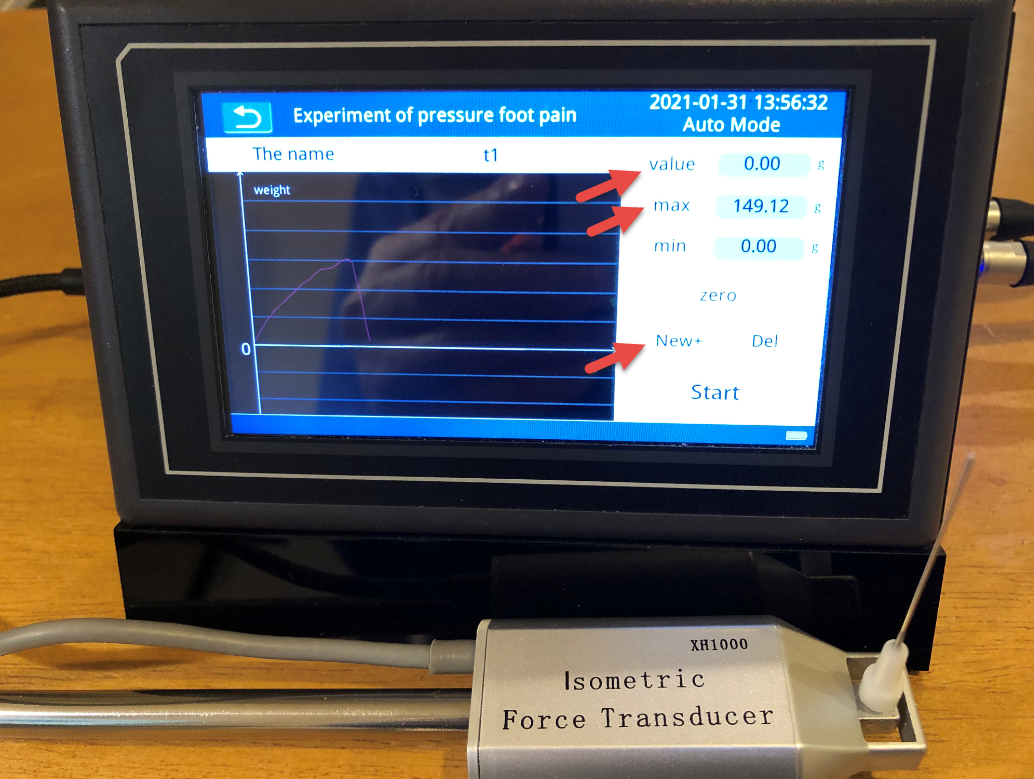 Experiment of pressure foot pain
2021-01-31 13:56:32
Auto Mode
The name t1
weight
0
value 0.00 g
max 149.12 g
min 0.00 g
zero
New+ Del
Start
XH1000
Isometric
Force Transducer